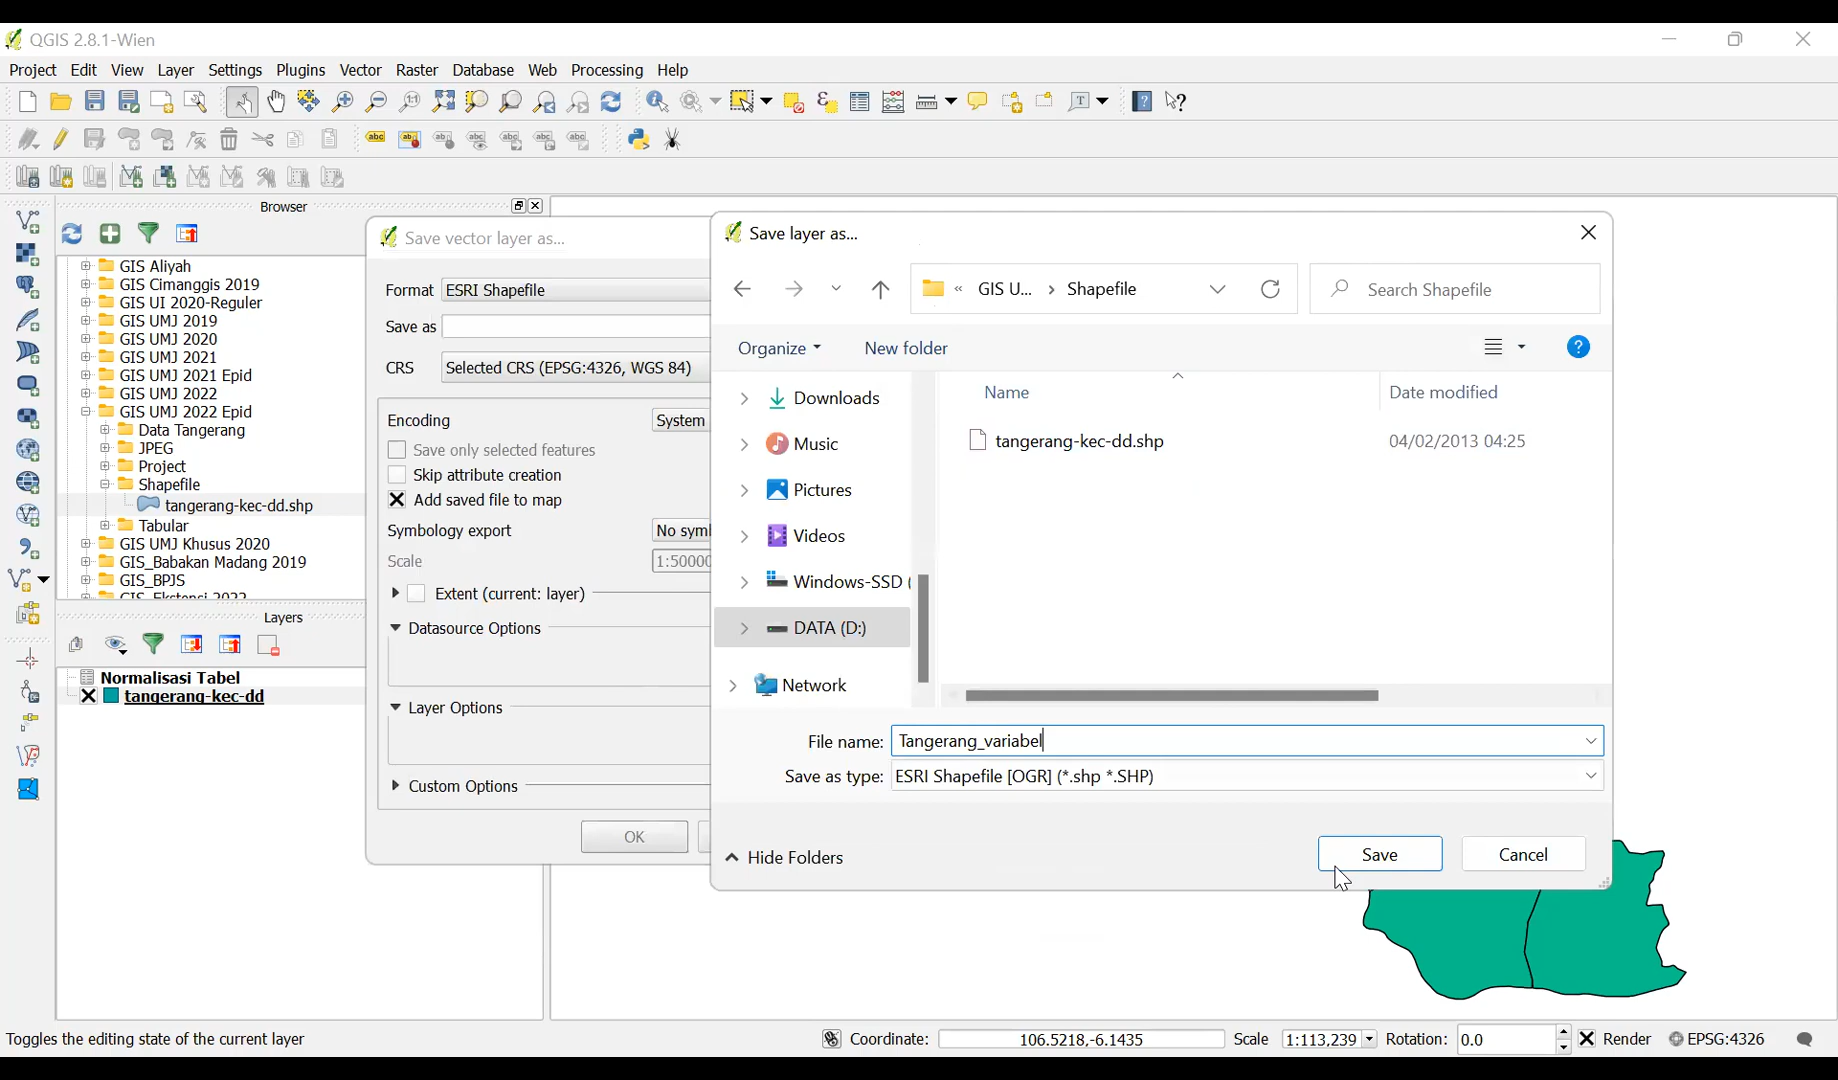 QGIS 2.8.1-Wien
Project Edit View Layer Settings Plugins Vector Raster Database Web Processing Help
Browser
GIS Aliyah
GIS Cimanggis 2019
GIS UI 2020-Reguler
GIS UMJ 2019
GIS UMJ 2020
GIS UMJ 2021
GIS UMJ 2021 Epid
GIS UMJ 2022
GIS UMJ 2022 Epid
Data Tangerang
JPEG
Project
Shapefile
tangerang-kec-dd.shp
Tabular
GIS UMJ Khusus 2020
GIS_Babakan Madang 2019
GIS_BPJS
GIS_Ekstensi 2022
Layers
Normalisasi Tabel
tangerang-kec-dd
Save vector layer as...
Format ESRI Shapefile
Save as
CRS Selected CRS (EPSG:4326, WGS 84)
Encoding System
Save only selected features
Skip attribute creation
Add saved file to map
Symbology export No syml
Scale 1:50000
Extent (current: layer)
Datasource Options
Layer Options
Custom Options
OK
Save layer as...
« GIS U... › Shapefile
Search Shapefile
Organize New folder
Downloads
Music
Pictures
Videos
Windows-SSD (
DATA (D:)
Network
Name Date modified
tangerang-kec-dd.shp 04/02/2013 04:25
File name: Tangerang_variabel
Save as type: ESRI Shapefile [OGR] (*.shp *.SHP)
Hide Folders
Save Cancel
Toggles the editing state of the current layer
Coordinate: 106.5218,-6.1435 Scale 1:113,239 Rotation: 0.0 Render EPSG:4326